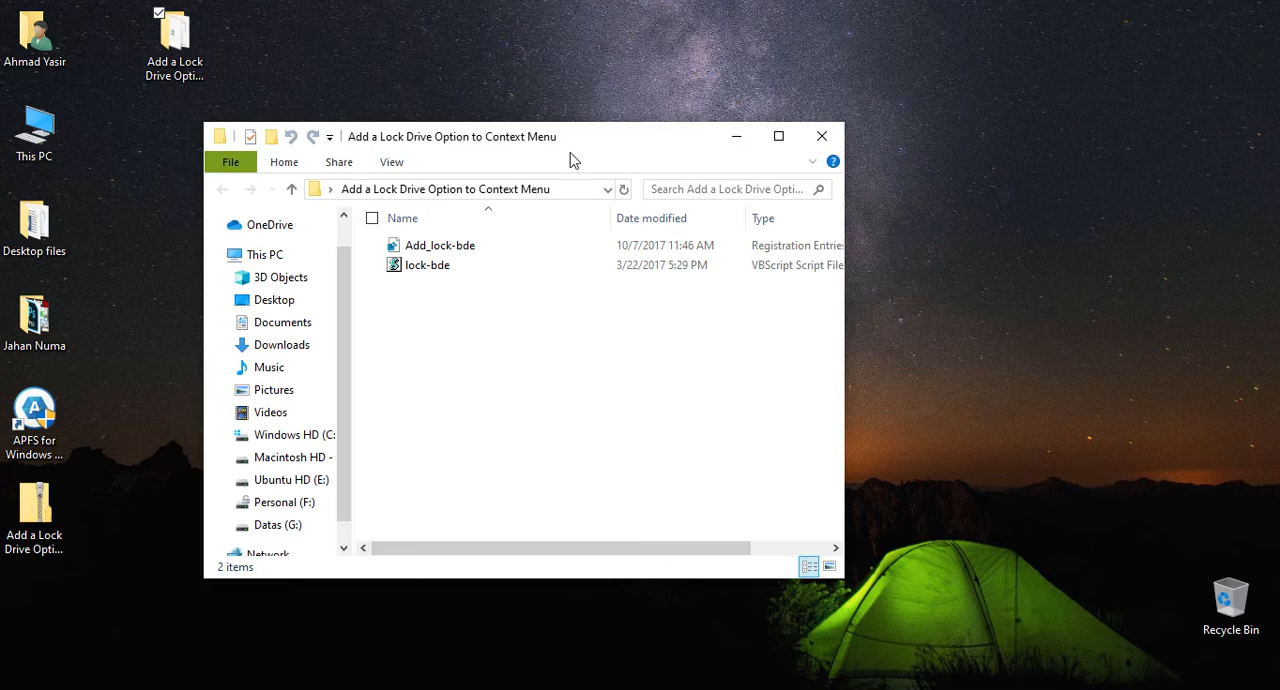 Ahmad Yasir
Add a Lock
Drive Opti...
This PC
Desktop files
Jahan Numa
APFS for
Windows ...
Add a Lock
Drive Opti...
Add a Lock Drive Option to Context Menu
File Home Share View
Add a Lock Drive Option to Context Menu
Search Add a Lock Drive Opti...
Name Date modified Type
Add_lock-bde 10/7/2017 11:46 AM Registration Entries
lock-bde 3/22/2017 5:29 PM VBScript Script File
OneDrive
This PC
3D Objects
Desktop
Documents
Downloads
Music
Pictures
Videos
Windows HD (C:
Macintosh HD -
Ubuntu HD (E:)
Personal (F:)
Datas (G:)
Network
2 items
Recycle Bin